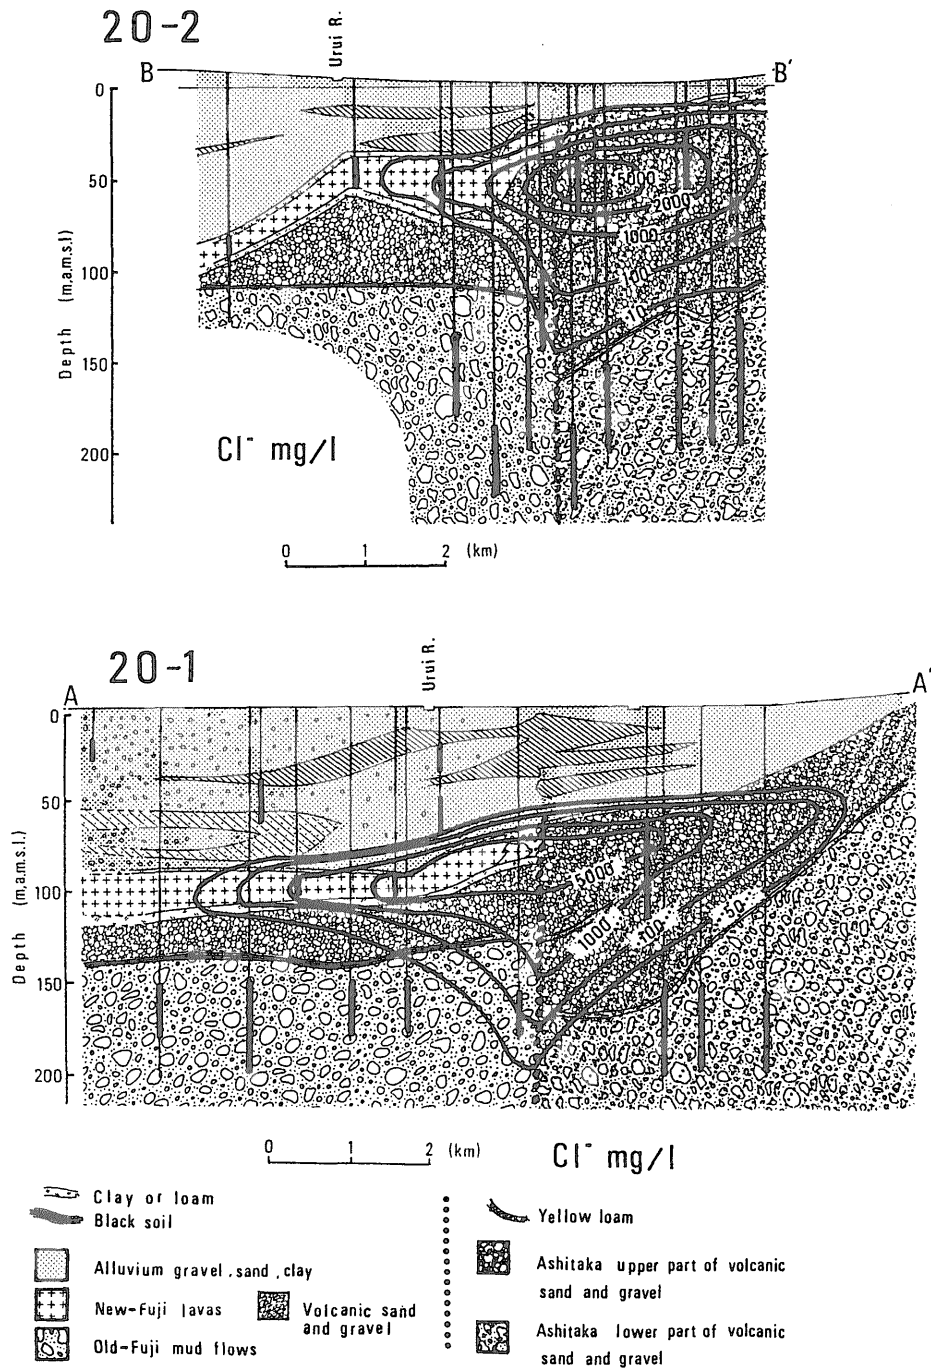 20-2
Urui R.
B
B'
0
50
100
150
200
Depth (m.a.m.s.l)
5000
2000
1000
100
10
Cl⁻ mg/l
0 1 2 (km)
20-1
Urui R.
A
A'
0
50
100
150
200
Depth (m.a.m.s.l.)
5000
1000
100
Cl⁻ mg/l
0 1 2 (km)
Clay or loam
Black soil
Alluvium gravel, sand, clay
New-Fuji lavas
Volcanic sand
and gravel
Old-Fuji mud flows
Yellow loam
Ashitaka upper part of volcanic
sand and gravel
Ashitaka lower part of volcanic
sand and gravel